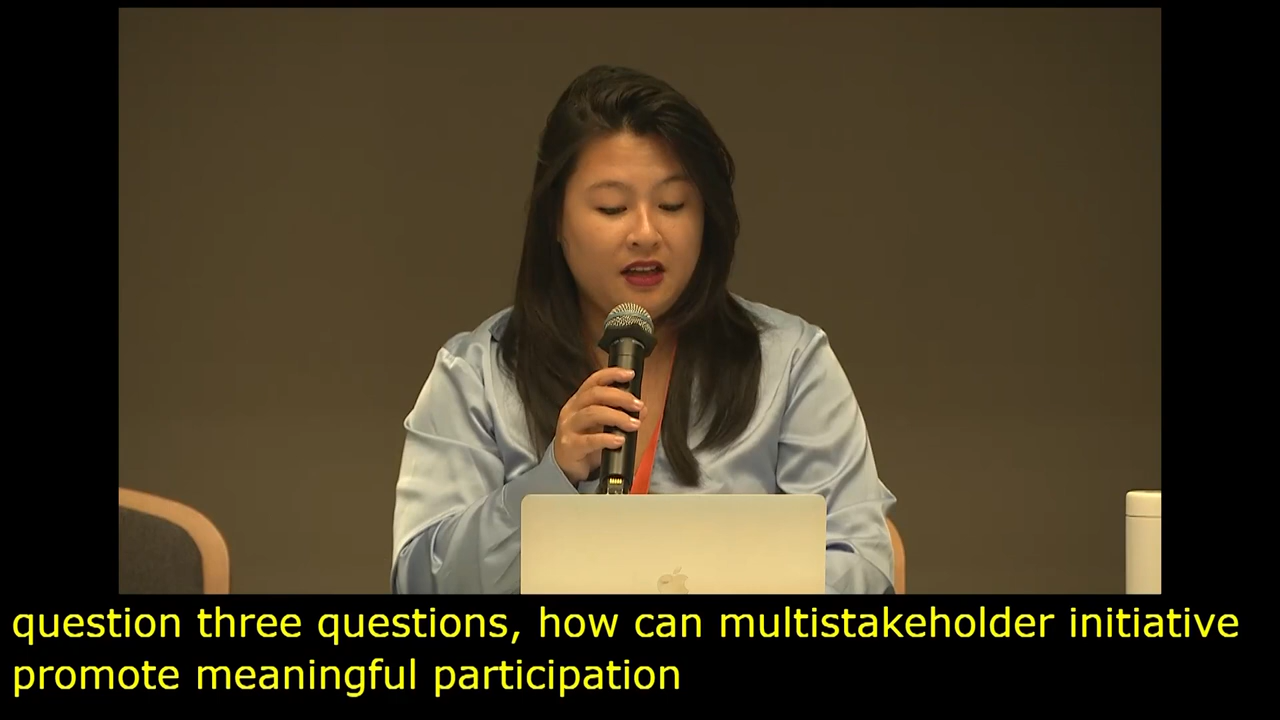 question three questions, how can multistakeholder initiative
promote meaningful participation